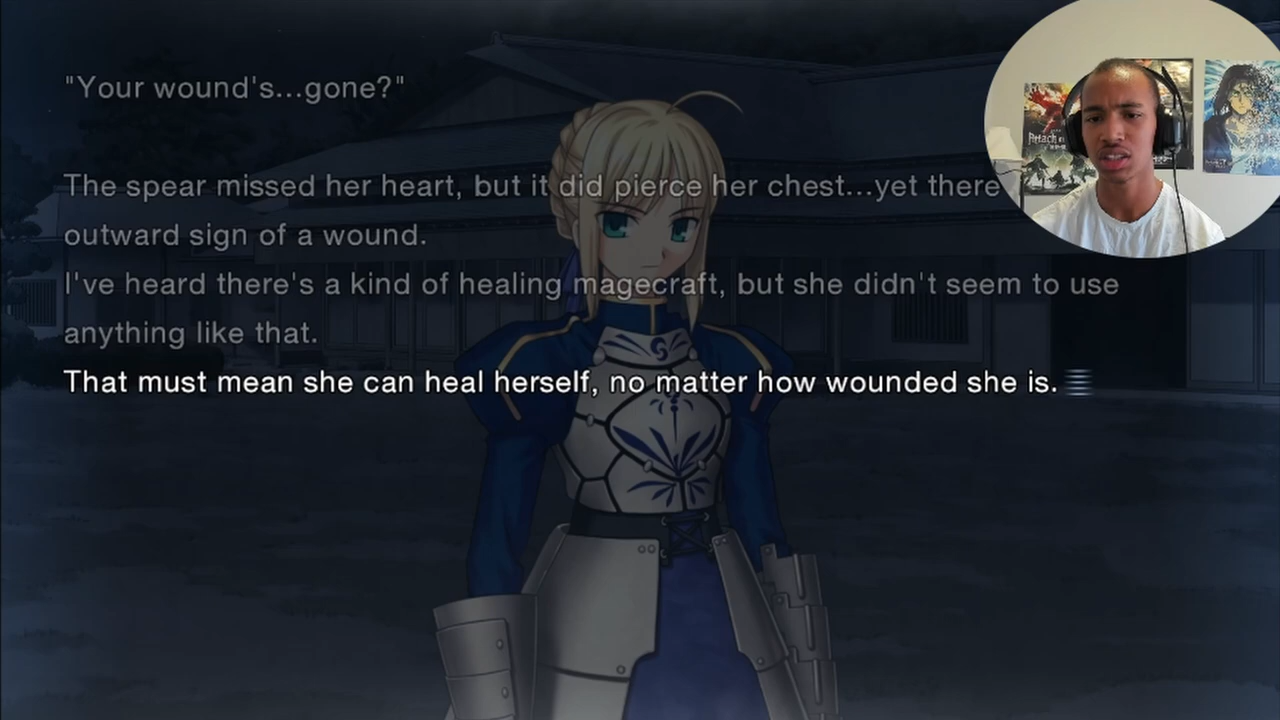 "Your wound's...gone?"
The spear missed her heart, but it did pierce her chest...yet there
outward sign of a wound.
I've heard there's a kind of healing magecraft, but she didn't seem to use
anything like that.
That must mean she can heal herself, no matter how wounded she is.
Attack